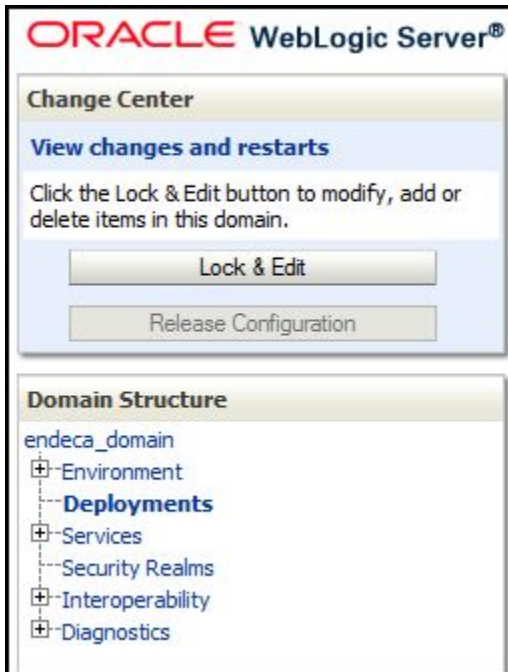 ORACLE WebLogic Server®
Change Center
View changes and restarts
Click the Lock & Edit button to modify, add or
delete items in this domain.
Lock & Edit
Release Configuration
Domain Structure
endeca_domain
Environment
Deployments
Services
Security Realms
Interoperability
Diagnostics